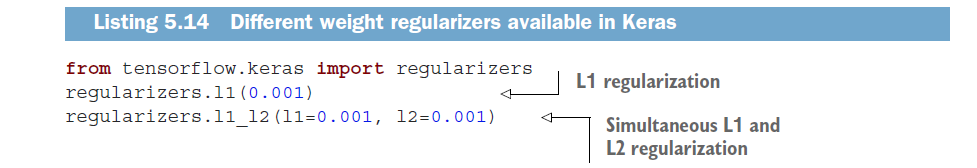 Listing 5.14 Different weight regularizers available in Keras
from tensorflow.keras import regularizers
regularizers.l1(0.001)
L1 regularization
regularizers.l1_l2(l1=0.001, l2=0.001)
Simultaneous L1 and
L2 regularization